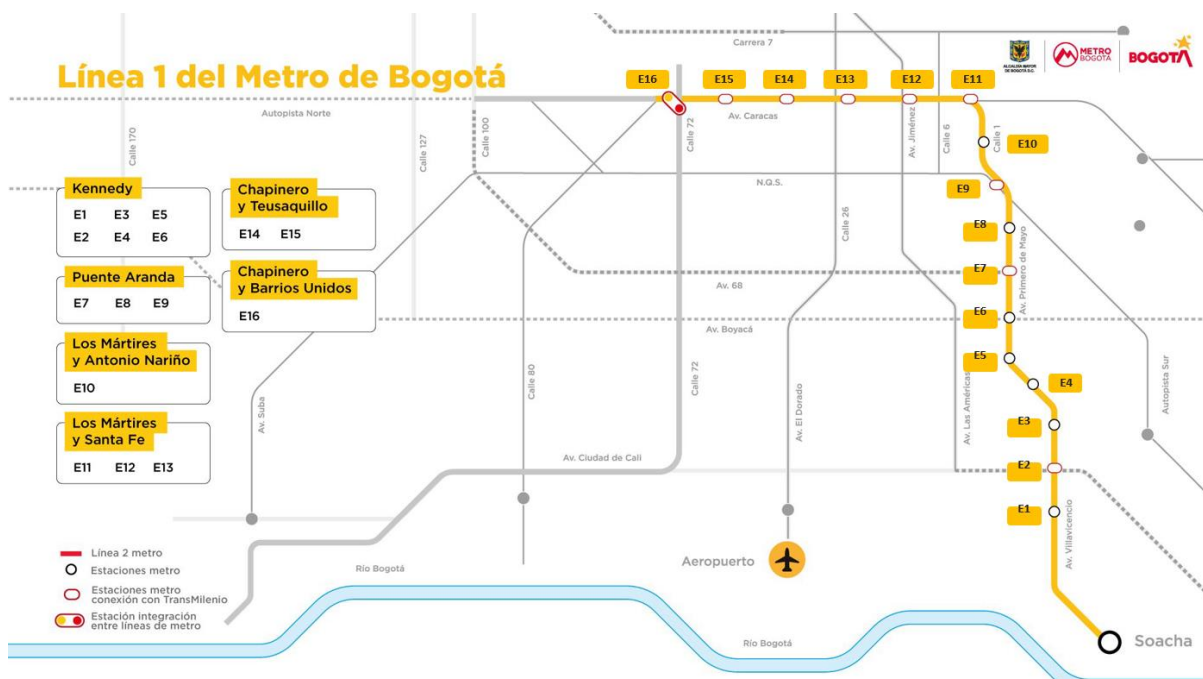 Línea 1 del Metro de Bogotá
ALCALDÍA MAYOR
DE BOGOTÁ D.C.
METRO
BOGOTÁ
BOGOTÁ
Carrera 7
E16
E15
E14
E13
E12
E11
Autopista Norte
Av. Caracas
Calle 170
Calle 127
Calle 100
Calle 72
Av. Jiménez
Calle 6
Calle 1
E10
N.Q.S.
E9
E8
Calle 26
Av. Primero de Mayo
Kennedy
E1 E3 E5
E2 E4 E6
Chapinero
y Teusaquillo
E14 E15
Puente Aranda
E7 E8 E9
Chapinero
y Barrios Unidos
E16
Los Mártires
y Antonio Nariño
E10
Los Mártires
y Santa Fe
E11 E12 E13
E7
Av. 68
E6
Av. Boyacá
E5
E4
Av. Suba
Calle 80
Calle 72
Av. El Dorado
Av. Las Américas
Autopista Sur
E3
Av. Ciudad de Cali
E2
E1
Av. Villavicencio
Línea 2 metro
Estaciones metro
Estaciones metro
conexión con TransMilenio
Estación integración
entre líneas de metro
Río Bogotá
Aeropuerto
Río Bogotá
Soacha